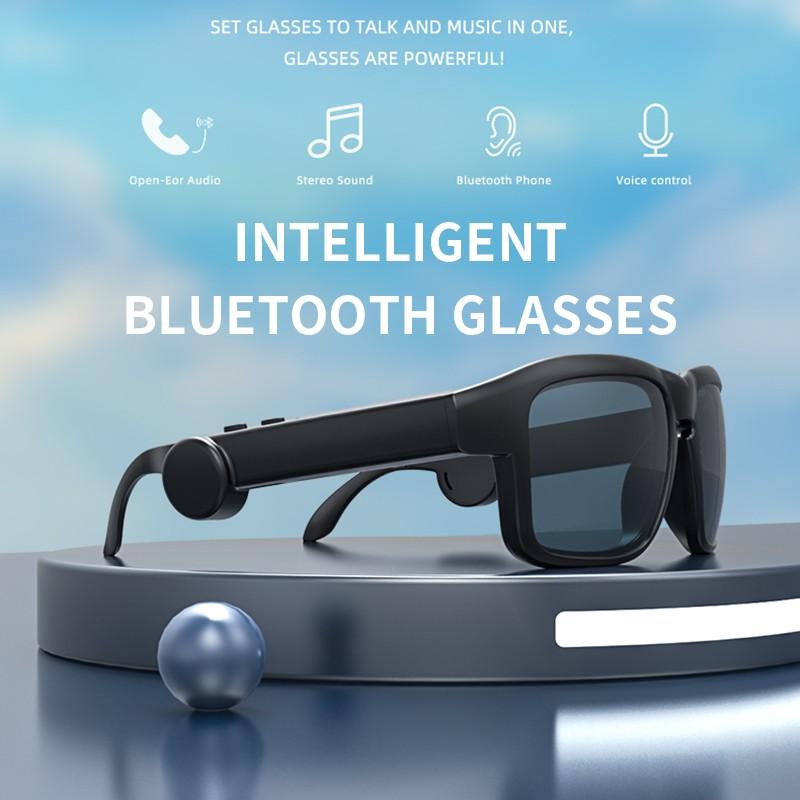 SET GLASSES TO TALK AND MUSIC IN ONE,
GLASSES ARE POWERFUL!
Open-Eor Audio
Stereo Sound
Bluetooth Phone
Voice control
INTELLIGENT
BLUETOOTH GLASSES